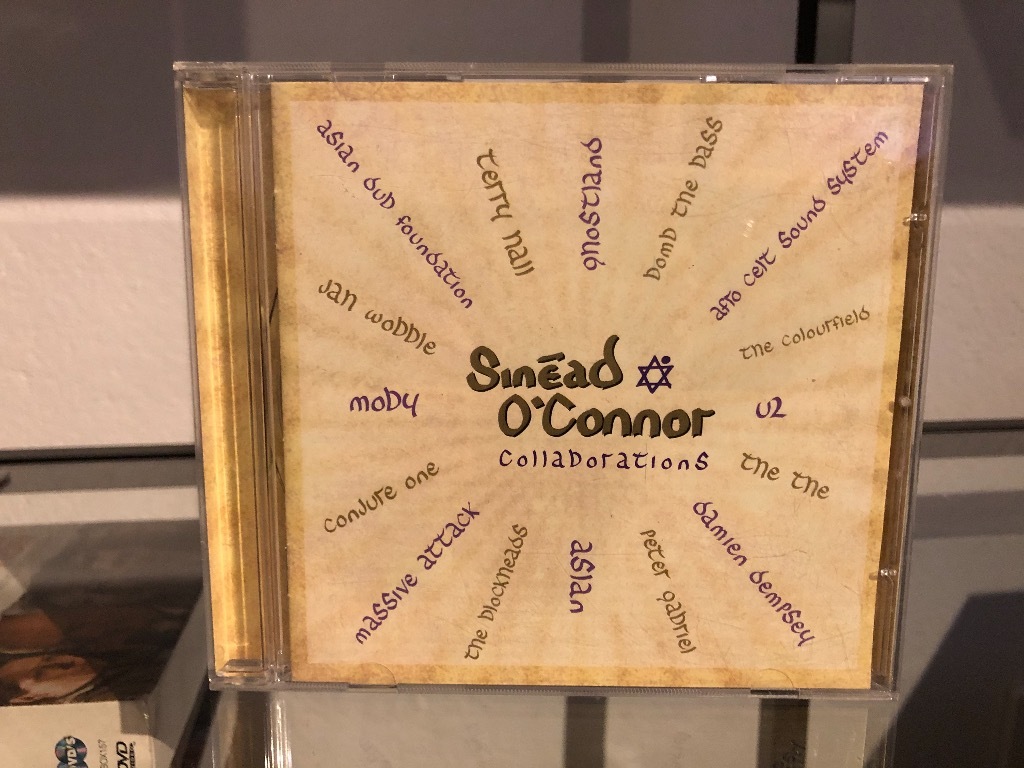 asian dub foundation
terry hall
ghostland
bomb the bass
afro celt sound system
Jah wobble
the colourfield
Sinéad
O'Connor
collaborations
moby
U2
conjure one
the the
massive attack
the blockheads
asian
peter gabriel
damien dempsey
DVD